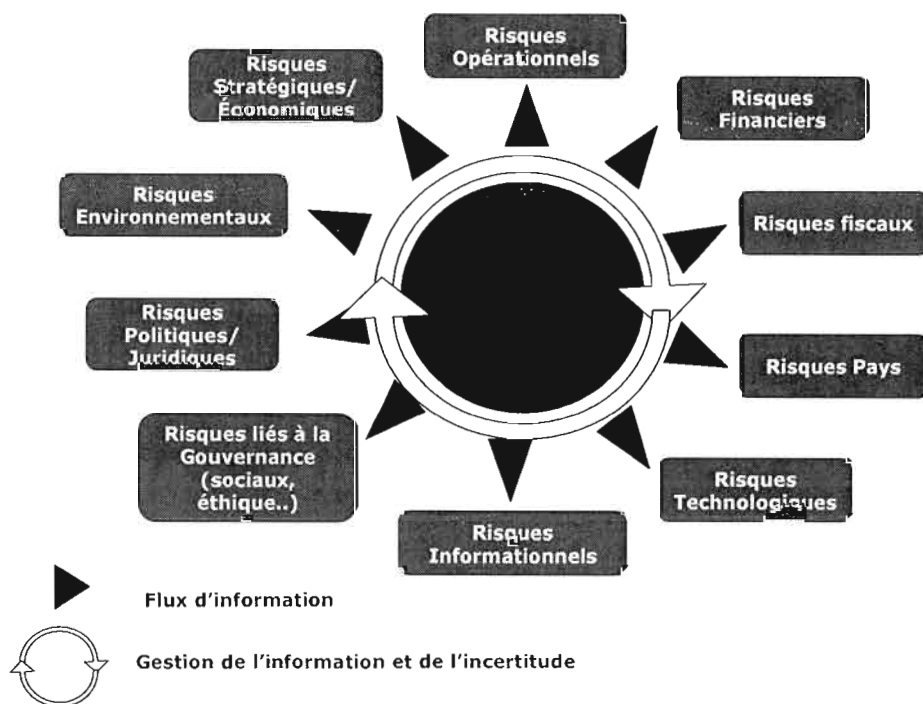 Risques
Opérationnels
Risques
Stratégiques/
Économiques
Risques
Financiers
Risques
Environnementaux
Risques fiscaux
Risques
Politiques/
Juridiques
Risques Pays
Risques liés à la
Gouvernance
(sociaux,
éthique..)
Risques
Technologiques
Risques
Informationnels
Flux d'information
Gestion de l'information et de l'incertitude